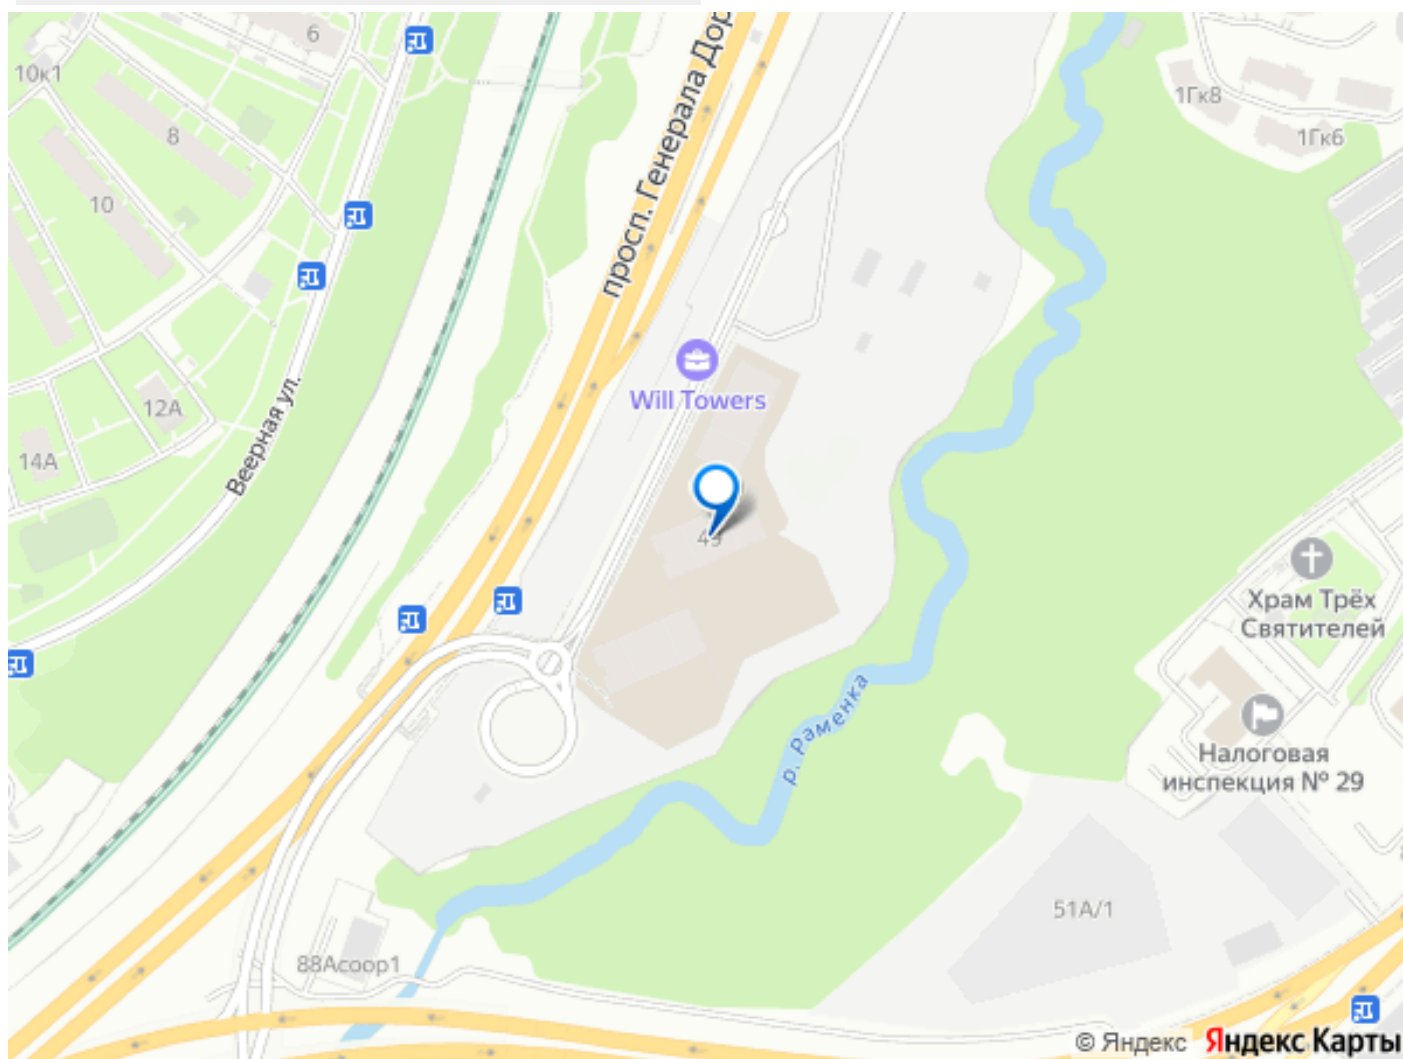 6
10к1
8
10
просп. Генерала Дор
1Гк8
1Гк6
Will Towers
12А
14А
Веерная ул.
Храм Трёх
Святителей
р. Раменка
Налоговая
инспекция № 29
51А/1
88Асоор1
© Яндекс Яндекс Карты